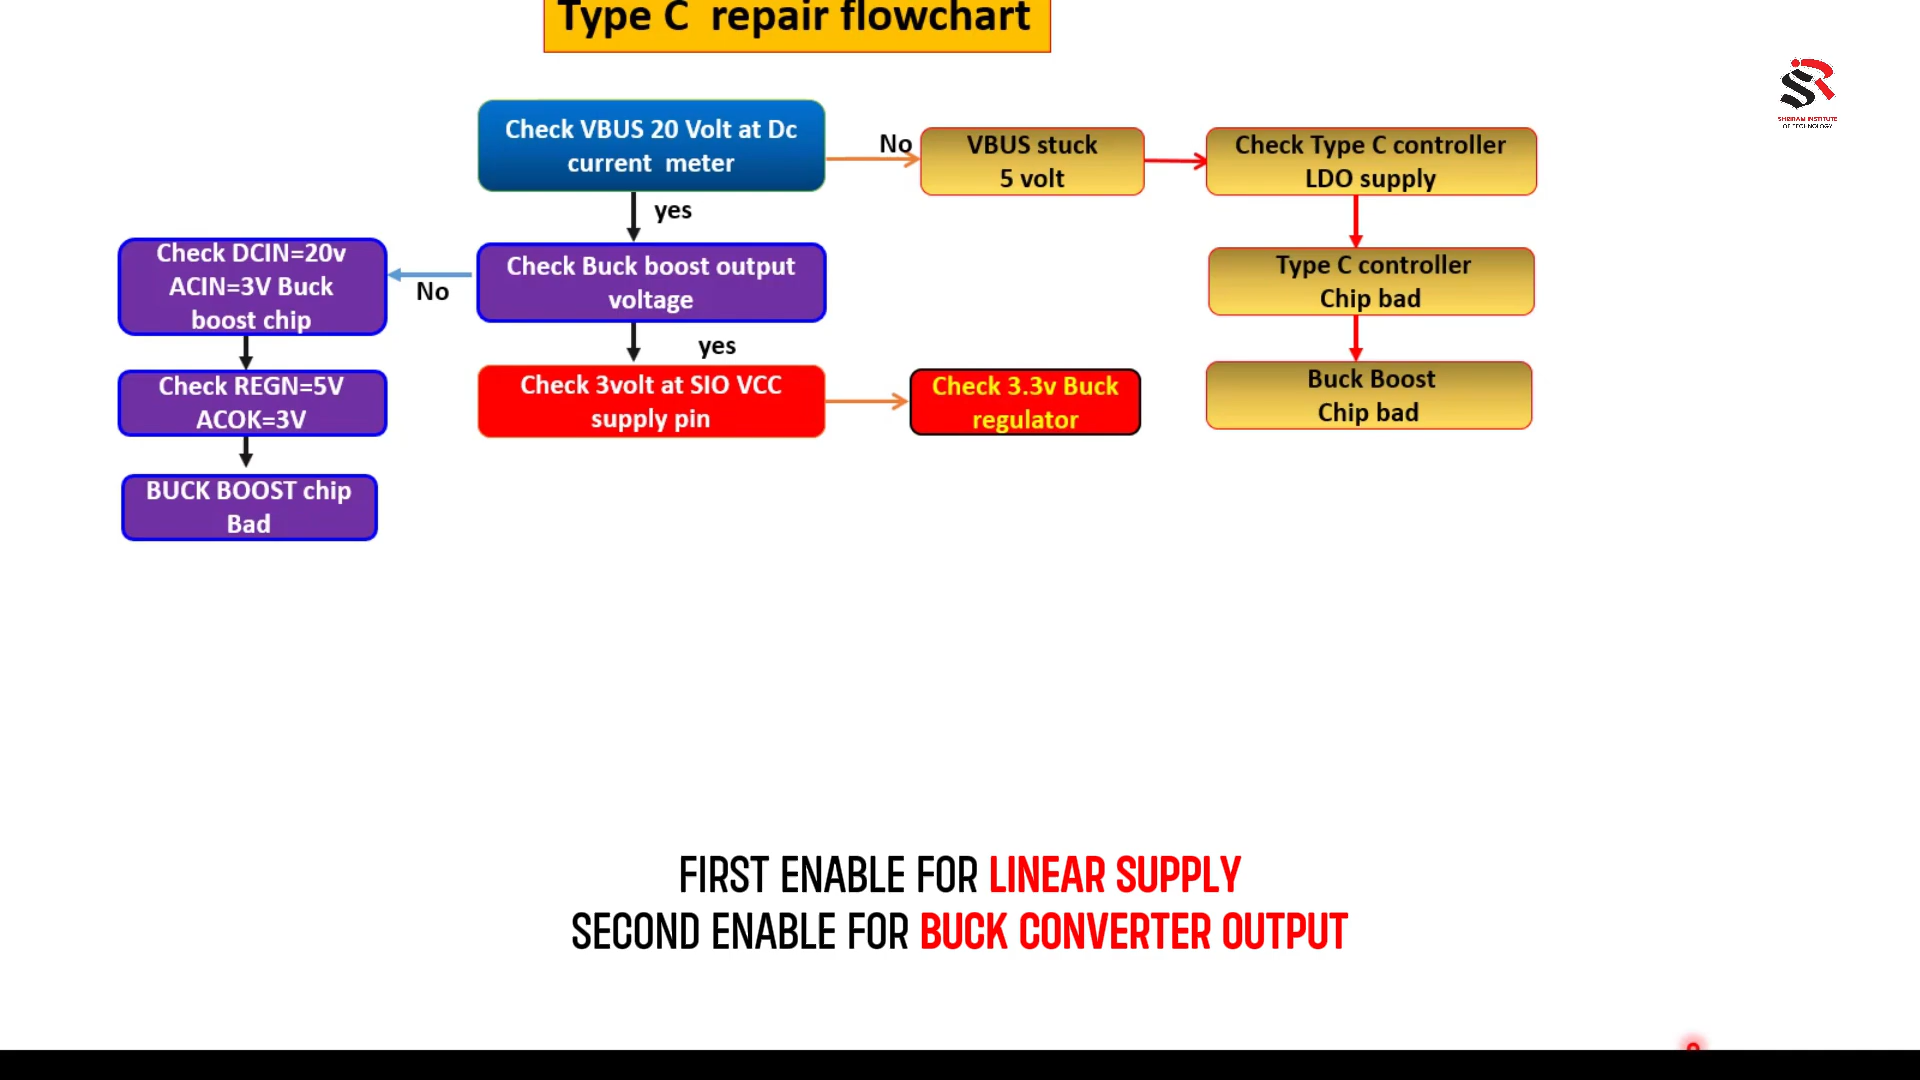 Type C repair flowchart
Check VBUS 20 Volt at Dc
current meter
No
VBUS stuck
5 volt
Check Type C controller
LDO supply
SHRIRAM INSTITUTE
OF TECHNOLOGY
yes
Check DCIN=20v
ACIN=3V Buck
boost chip
No
Check Buck boost output
voltage
Type C controller
Chip bad
yes
Check REGN=5V
ACOK=3V
Check 3volt at SIO VCC
supply pin
Check 3.3v Buck
regulator
Buck Boost
Chip bad
BUCK BOOST chip
Bad
FIRST ENABLE FOR LINEAR SUPPLY
SECOND ENABLE FOR BUCK CONVERTER OUTPUT